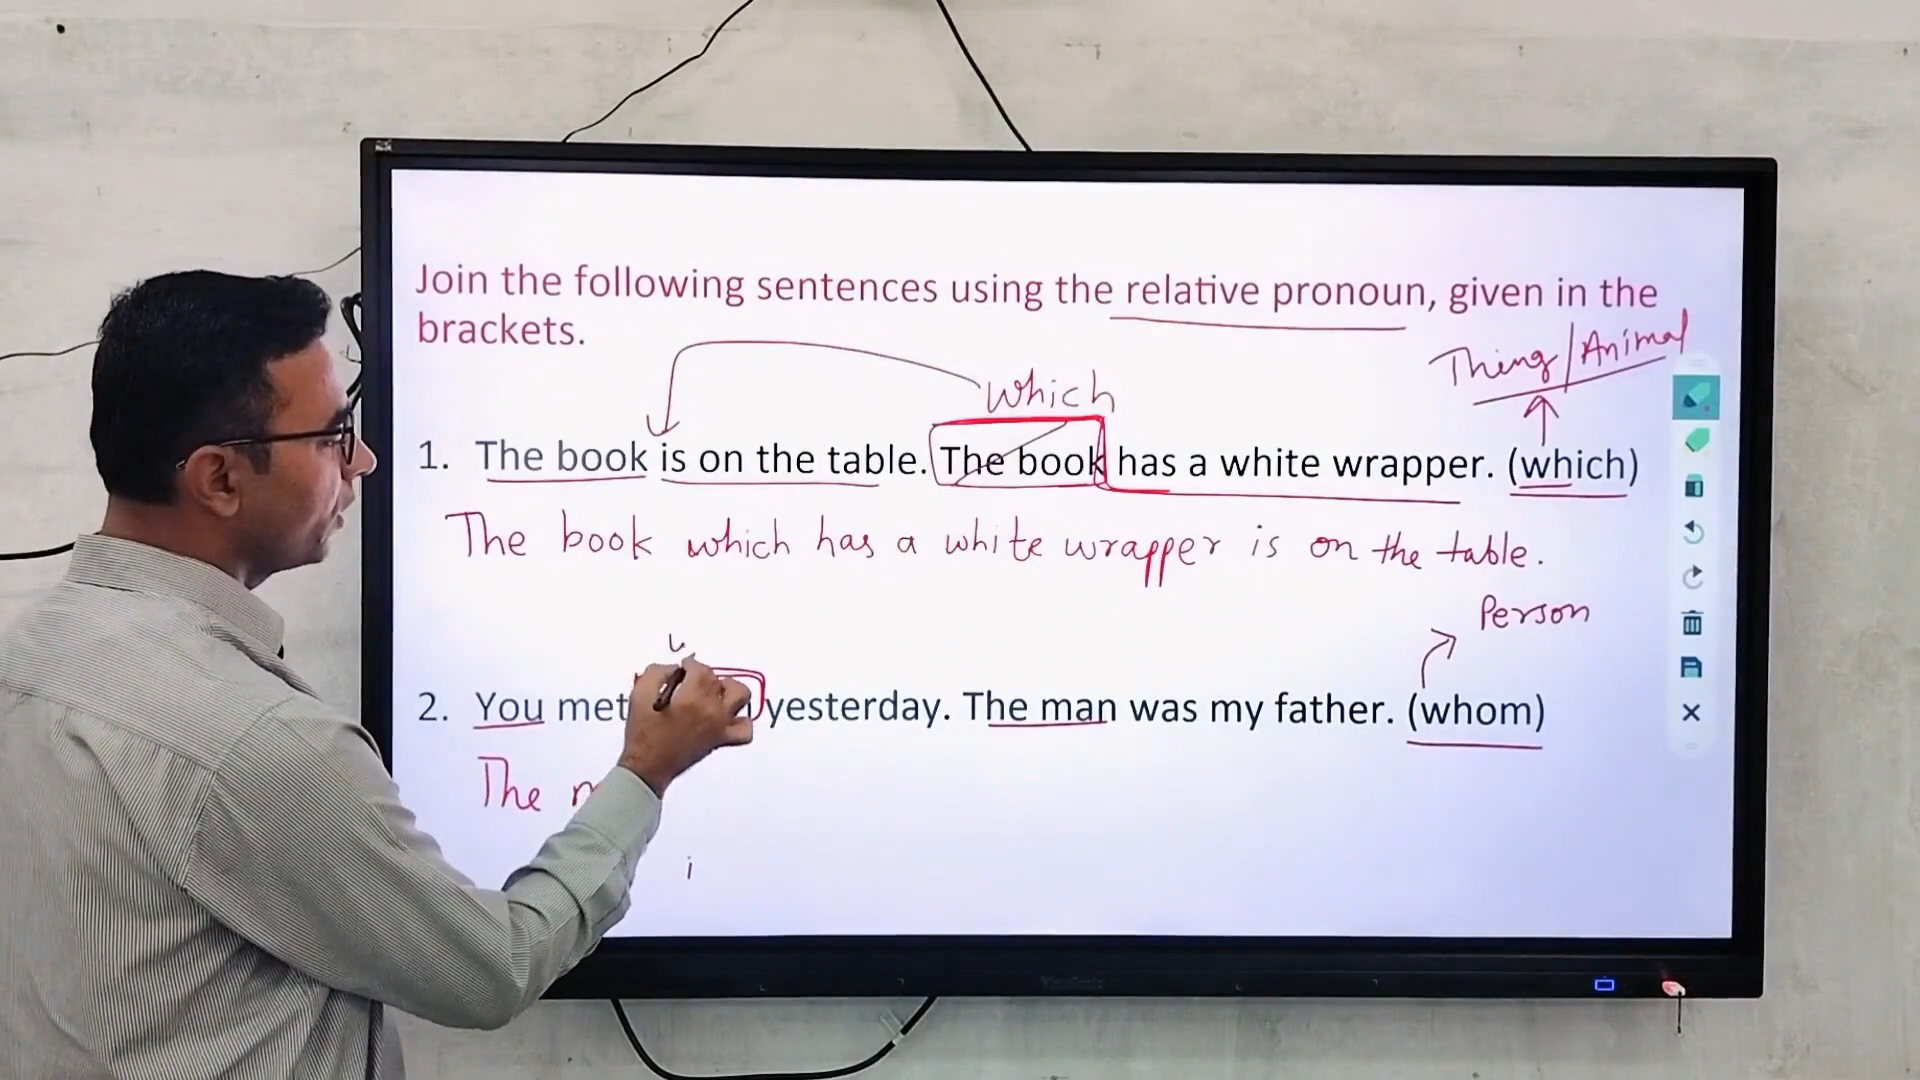 Join the following sentences using the relative pronoun, given in the
brackets.
Thing/Animal
which
1. The book is on the table. The book has a white wrapper. (which)
The book which has a white wrapper is on the table.
Person
2. You met yesterday. The man was my father. (whom)
The